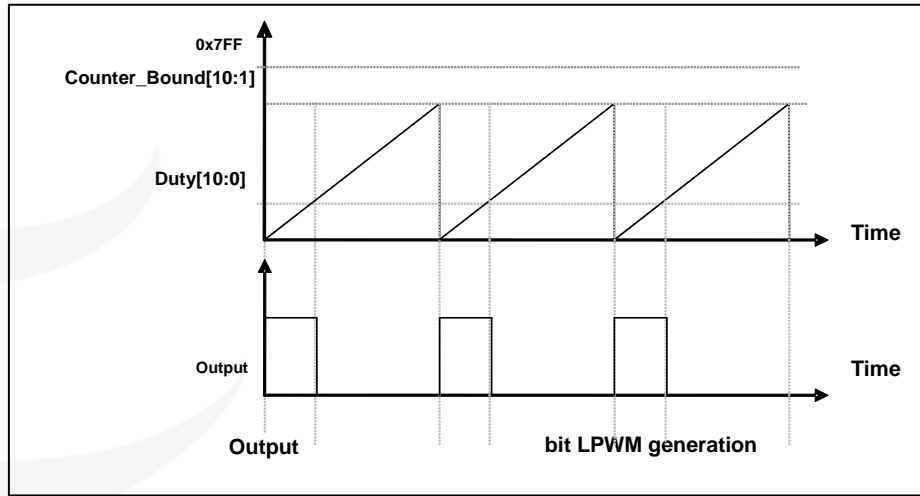 0x7FF
Counter_Bound[10:1]
Duty[10:0]
Time
Output
Time
Output bit LPWM generation